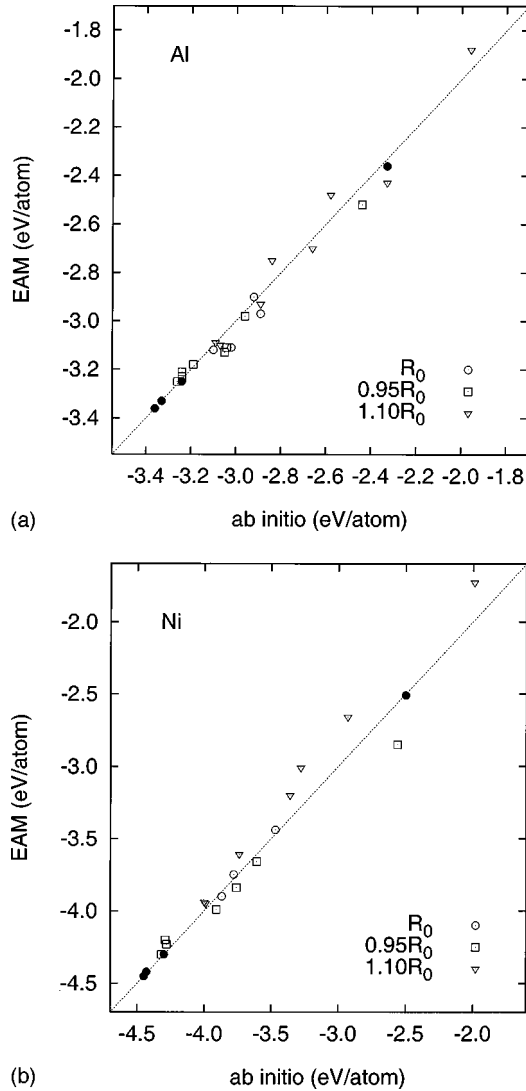 -1.8
-2.0
-2.2
-2.4
-2.6
-2.8
-3.0
-3.2
-3.4
EAM (eV/atom)
Al
R0
0.95R0
1.10R0
-3.4 -3.2 -3.0 -2.8 -2.6 -2.4 -2.2 -2.0 -1.8
(a)
ab initio (eV/atom)
-2.0
-2.5
-3.0
-3.5
-4.0
-4.5
EAM (eV/atom)
Ni
R0
0.95R0
1.10R0
-4.5 -4.0 -3.5 -3.0 -2.5 -2.0
(b)
ab initio (eV/atom)